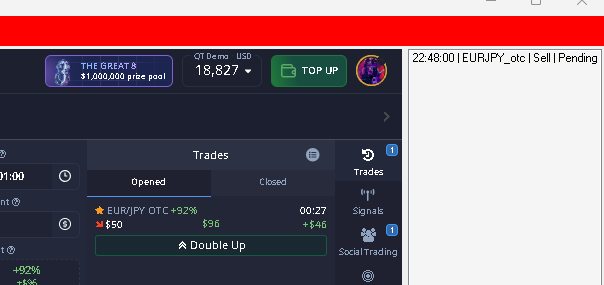 THE GREAT 8
$1,000,000 prize pool
QT Demo USD
18,827
TOP UP
22:48:00 | EURJPY_otc | Sell | Pending
Trades
1
01:00
Trades
Opened
Closed
EUR/JPY OTC +92%
00:27
$50
$96
+$46
Signals
1
Double Up
Social Trading
+92%
+$96